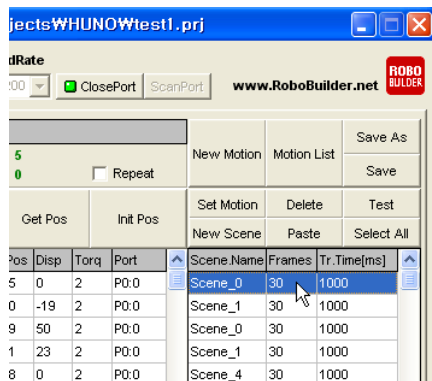 jects₩HUNO₩test1.prj
dRate
00 ClosePort ScanPort www.RoboBuilder.net ROBO BUILDER
5
0 Repeat
New Motion Motion List Save As
Save
Get Pos Init Pos
Set Motion Delete Test
New Scene Paste Select All
Pos Disp Torq Port Scene.Name Frames Tr.Time[ms]
5 0 2 P0:0 Scene_0 30 1000
0 -19 2 P0:0 Scene_1 30 1000
9 50 2 P0:0 Scene_0 30 1000
1 23 2 P0:0 Scene_1 30 1000
8 0 2 P0:0 Scene_4 30 1000